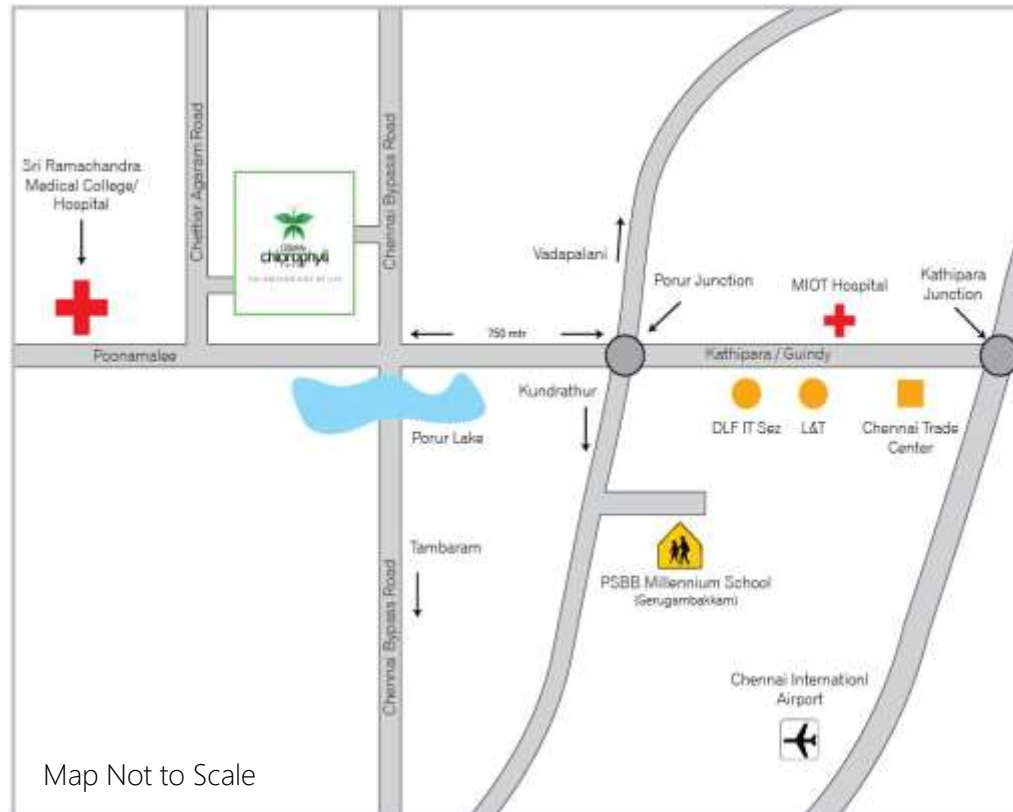 Chettiar Agaram Road
Chennai Bypass Road
Sri Ramachandra
Medical College/
Hospital
chlorophyll
Vadapalani
Porur Junction
MIOT Hospital
Kathipara
Junction
750 mtr
Poonamalee
Kathipara / Guindy
Kundrathur
Porur Lake
DLF IT Sez
L&T
Chennai Trade
Center
Tambaram
Chennai Bypass Road
PSBB Millennium School
(Gerugambakkam)
Chennai Internationl
Airport
Map Not to Scale